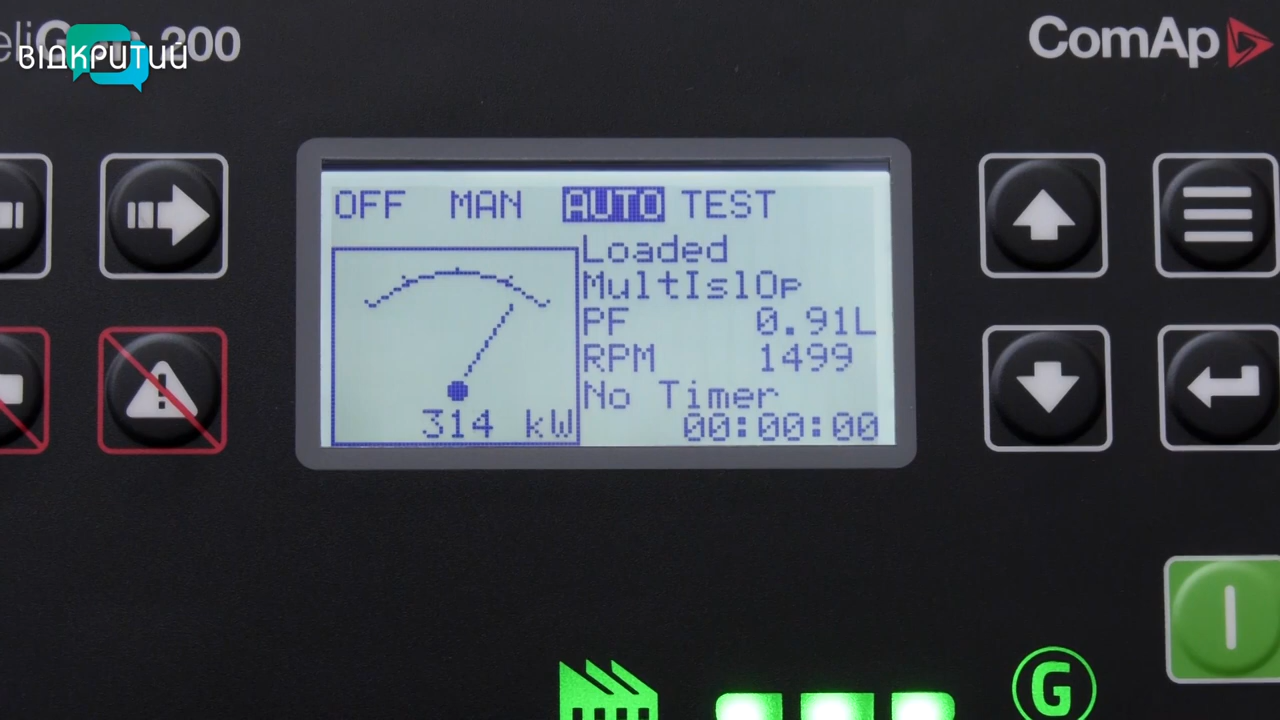 ВІДКРИТИЙ
200
ComAp
OFF MAN AUTO TEST
Loaded
MultIslOp
PF 0.91L
RPM 1499
No Timer
00:00:00
314 kW
G